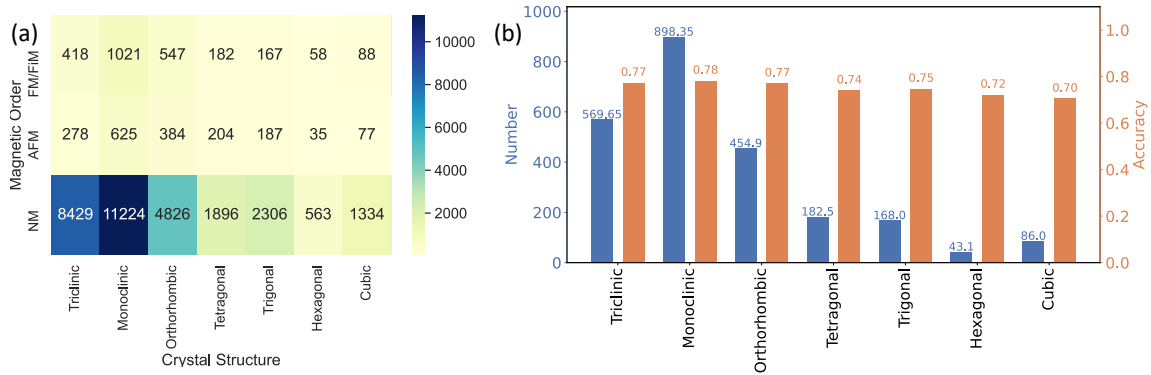 (a)
Magnetic Order
FM/FiM
AFM
NM
418 1021 547 182 167 58 88
278 625 384 204 187 35 77
8429 11224 4826 1896 2306 563 1334
Triclinic
Monoclinic
Orthorhombic
Tetragonal
Trigonal
Hexagonal
Cubic
Crystal Structure
10000
8000
6000
4000
2000
(b)
Number
1000
800
600
400
200
0
569.65 0.77
898.35 0.78
454.9 0.77
182.5 0.74
168.0 0.75
43.1 0.72
86.0 0.70
Triclinic
Monoclinic
Orthorhombic
Tetragonal
Trigonal
Hexagonal
Cubic
1.0
0.8
0.6
0.4
0.2
0.0
Accuracy